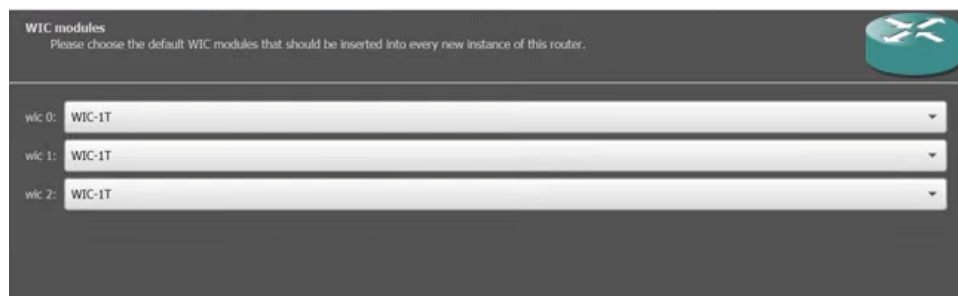 WIC modules
Please choose the default WIC modules that should be inserted into every new instance of this router.
wic 0: WIC-1T
wic 1: WIC-1T
wic 2: WIC-1T